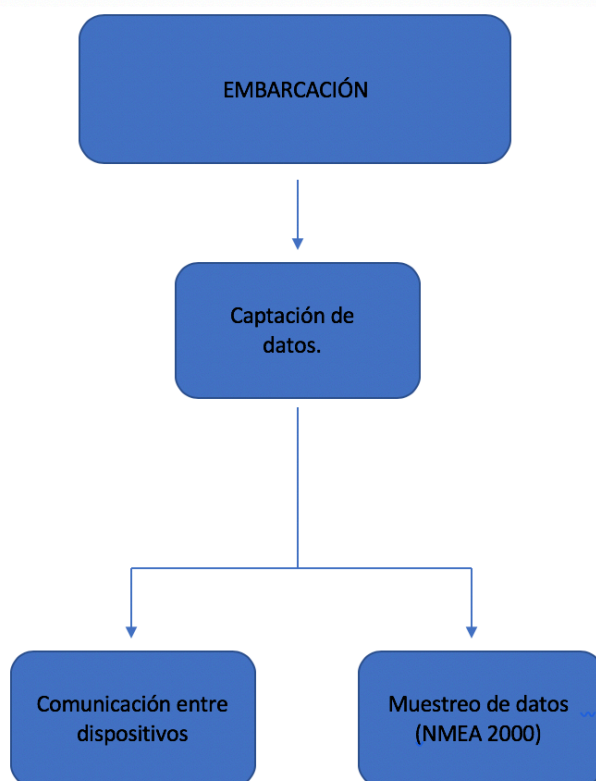 EMBARCACIÓN
Captación de
datos.
Comunicación entre
dispositivos
Muestreo de datos
(NMEA 2000)